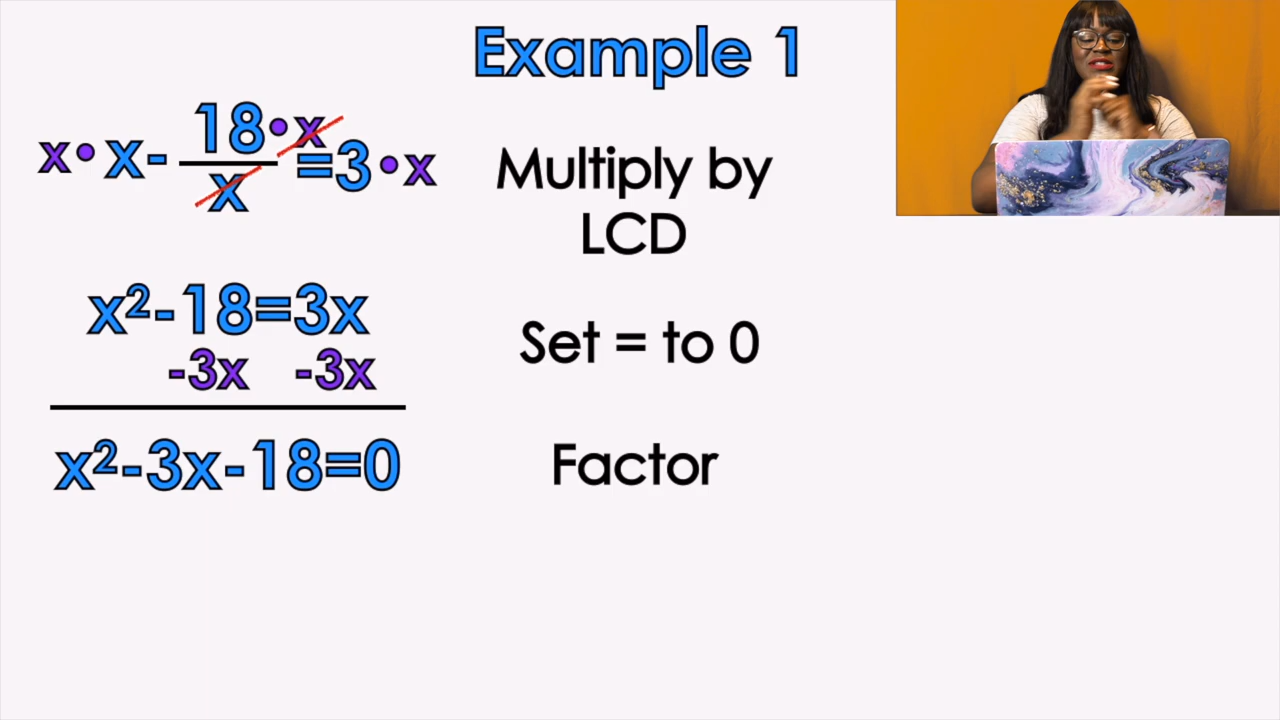 Example 1
x•x-18•x/x=3•x
Multiply by
LCD
x²-18=3x
-3x -3x
Set = to 0
x²-3x-18=0
Factor